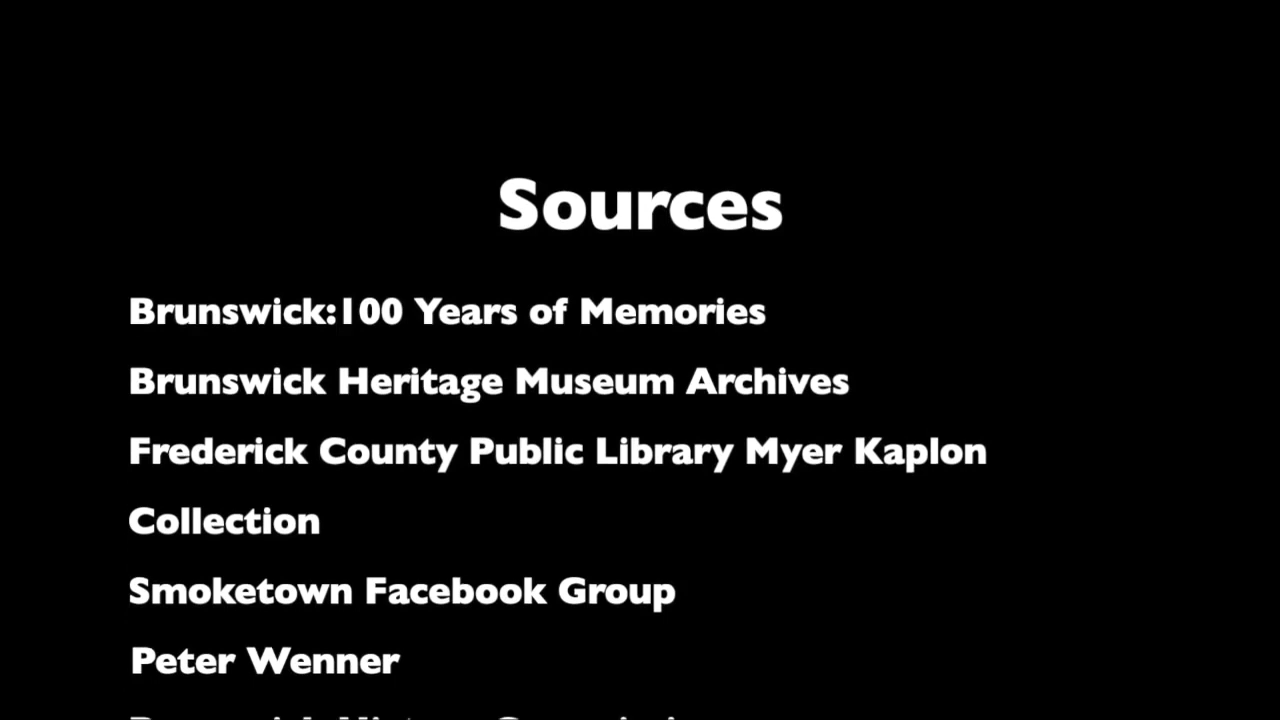 Sources
Brunswick:100 Years of Memories
Brunswick Heritage Museum Archives
Frederick County Public Library Myer Kaplon
Collection
Smoketown Facebook Group
Peter Wenner